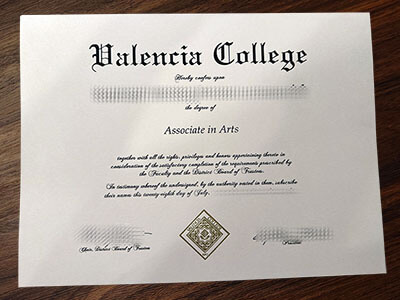 Valencia College
Hereby confers upon
the degree of
Associate in Arts
together with all the rights, privileges and honors appertaining thereto in
consideration of the satisfactory completion of the requirements prescribed by
the Faculty and the District Board of Trustees.
In testimony whereof the undersigned, by the authority vested in them, subscribe
their names this twenty-eighth day of July,
Chair, District Board of Trustees
President